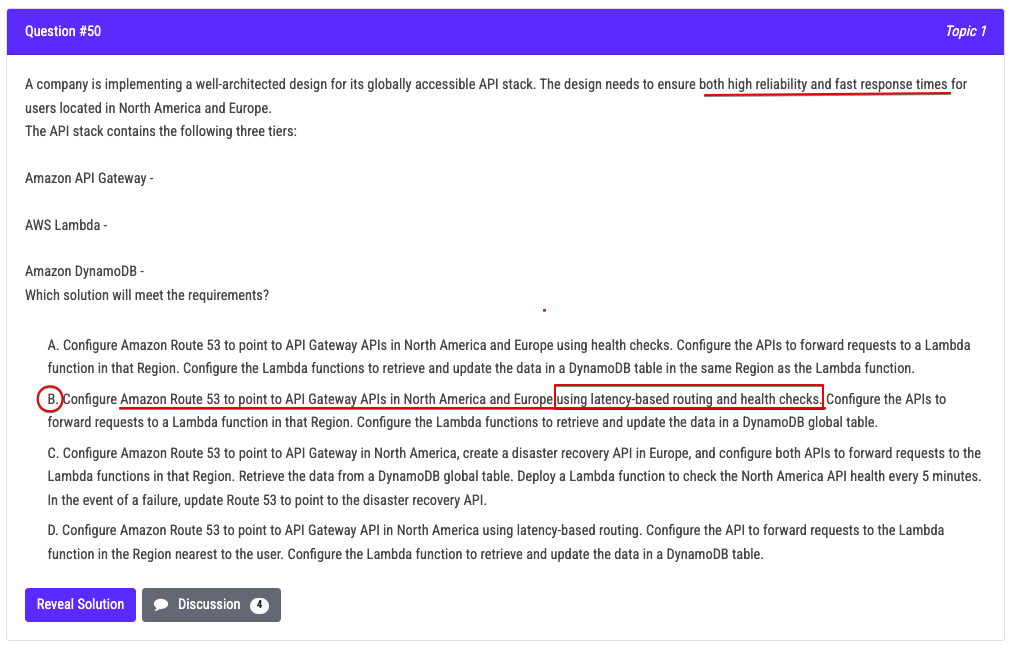 Question #50
Topic 1
A company is implementing a well-architected design for its globally accessible API stack. The design needs to ensure both high reliability and fast response times for
users located in North America and Europe.
The API stack contains the following three tiers:
Amazon API Gateway -
AWS Lambda -
Amazon DynamoDB -
Which solution will meet the requirements?
A. Configure Amazon Route 53 to point to API Gateway APIs in North America and Europe using health checks. Configure the APIs to forward requests to a Lambda
function in that Region. Configure the Lambda functions to retrieve and update the data in a DynamoDB table in the same Region as the Lambda function.
B. Configure Amazon Route 53 to point to API Gateway APIs in North America and Europe using latency-based routing and health checks. Configure the APIs to
forward requests to a Lambda function in that Region. Configure the Lambda functions to retrieve and update the data in a DynamoDB global table.
C. Configure Amazon Route 53 to point to API Gateway in North America, create a disaster recovery API in Europe, and configure both APIs to forward requests to the
Lambda functions in that Region. Retrieve the data from a DynamoDB global table. Deploy a Lambda function to check the North America API health every 5 minutes.
In the event of a failure, update Route 53 to point to the disaster recovery API.
D. Configure Amazon Route 53 to point to API Gateway API in North America using latency-based routing. Configure the API to forward requests to the Lambda
function in the Region nearest to the user. Configure the Lambda function to retrieve and update the data in a DynamoDB table.
Reveal Solution
Discussion 4